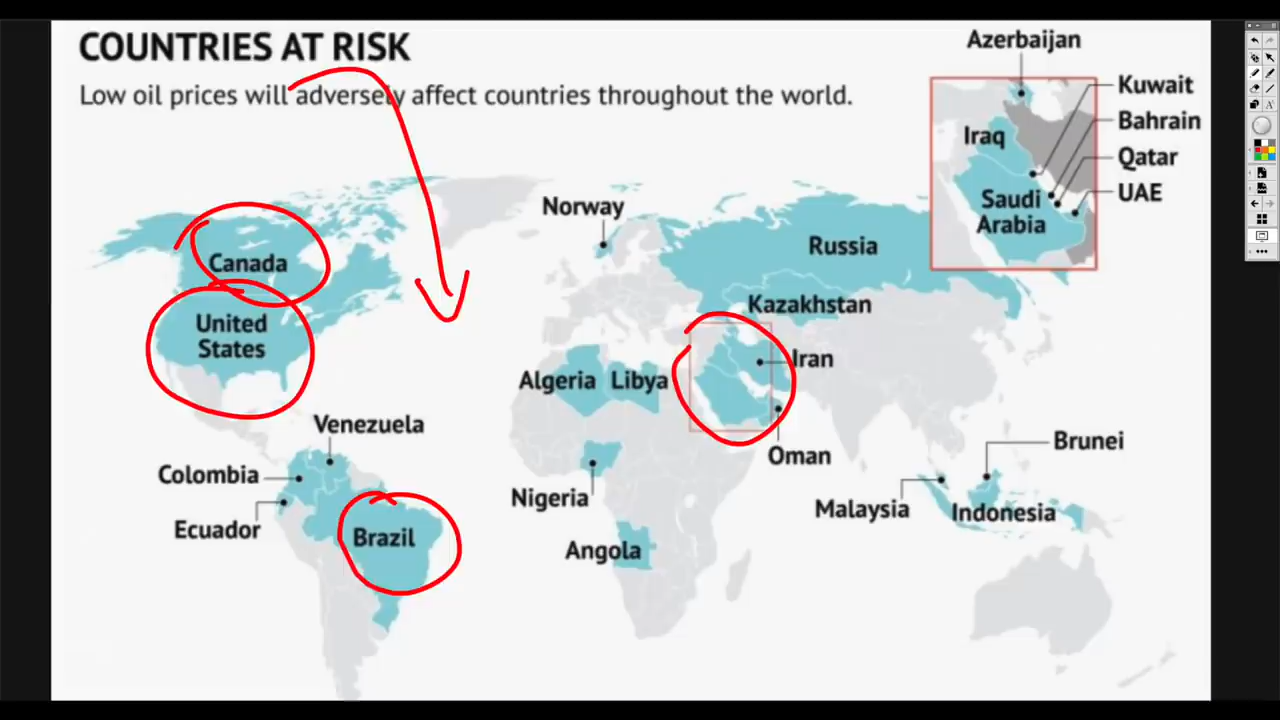 COUNTRIES AT RISK
Low oil prices will adversely affect countries throughout the world.
Azerbaijan
Kuwait
Bahrain
Qatar
UAE
Iraq
Saudi
Arabia
Norway
Russia
Canada
Kazakhstan
United
States
Iran
Algeria
Libya
Venezuela
Colombia
Ecuador
Brazil
Nigeria
Angola
Oman
Brunei
Malaysia
Indonesia